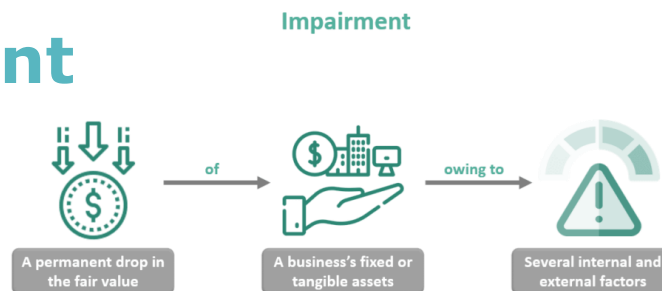 Impairment
nt
of
owing to
A permanent drop in
the fair value
A business's fixed or
tangible assets
Several internal and
external factors